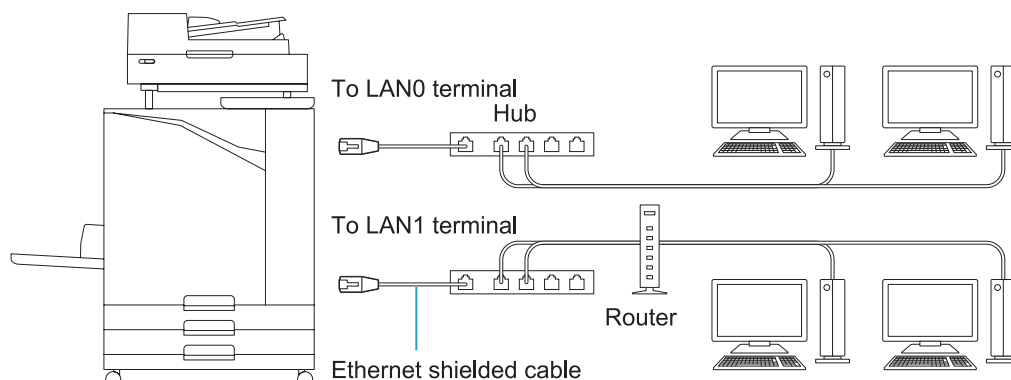 To LAN0 terminal
Hub
To LAN1 terminal
Router
Ethernet shielded cable